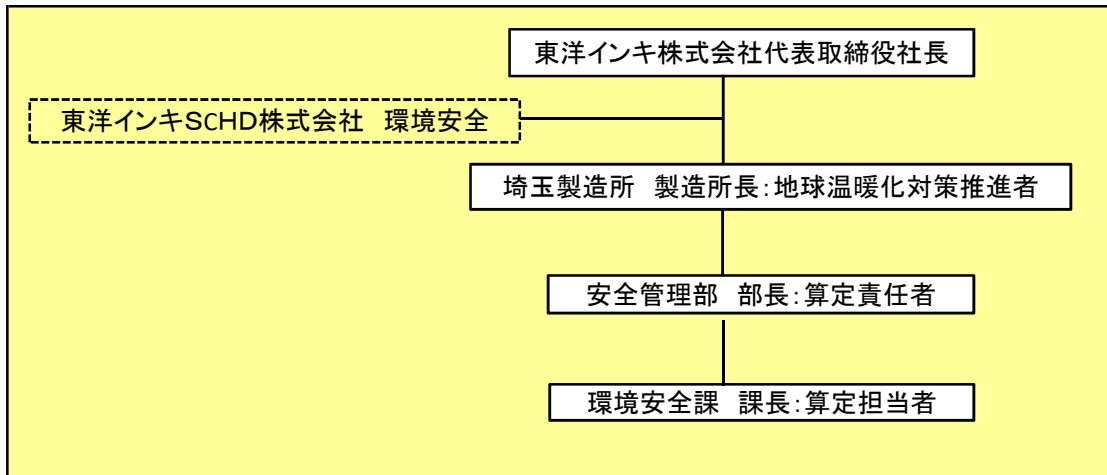 東洋インキ株式会社代表取締役社長
東洋インキSCHD株式会社　環境安全
埼玉製造所　製造所長：地球温暖化対策推進者
安全管理部　部長：算定責任者
環境安全課　課長：算定担当者